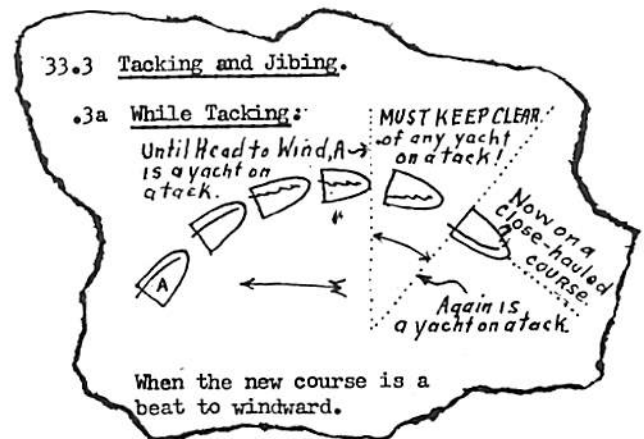 33.3 Tacking and Jibing.
.3a While Tacking:
Until Head to Wind, A→
is a yacht on
a tack.
MUST KEEP CLEAR
of any yacht
on a tack!
A
Now on a
close-hauled
course.
Again is
a yacht on a tack.
When the new course is a
beat to windward.